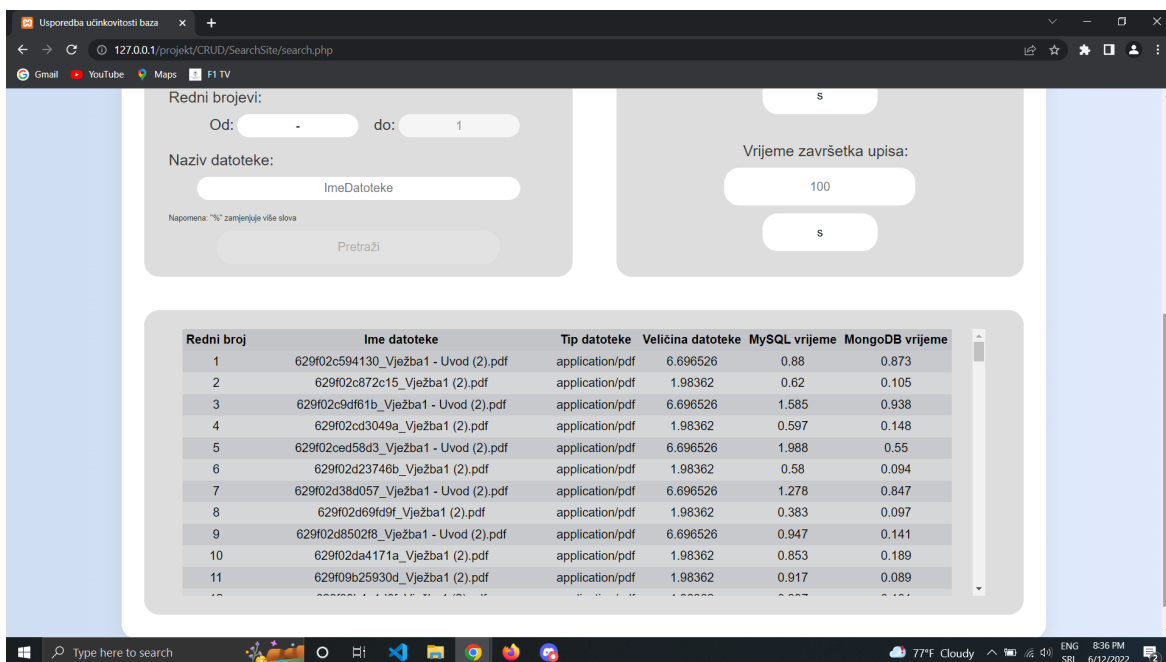 Usporedba učinkovitosti baza
127.0.0.1/projekt/CRUD/SearchSite/search.php
Gmail YouTube Maps F1 TV
Redni brojevi:
Od: - do: 1
Naziv datoteke:
ImeDatoteke
Napomena: "%" zamjenjuje više slova
Pretraži
s
Vrijeme završetka upisa:
100
s
Redni broj Ime datoteke Tip datoteke Veličina datoteke MySQL vrijeme MongoDB vrijeme
1 629f02c594130_Vježba1 - Uvod (2).pdf application/pdf 6.696526 0.88 0.873
2 629f02c872c15_Vježba1 (2).pdf application/pdf 1.98362 0.62 0.105
3 629f02c9df61b_Vježba1 - Uvod (2).pdf application/pdf 6.696526 1.585 0.938
4 629f02cd3049a_Vježba1 (2).pdf application/pdf 1.98362 0.597 0.148
5 629f02ced58d3_Vježba1 - Uvod (2).pdf application/pdf 6.696526 1.988 0.55
6 629f02d23746b_Vježba1 (2).pdf application/pdf 1.98362 0.58 0.094
7 629f02d38d057_Vježba1 - Uvod (2).pdf application/pdf 6.696526 1.278 0.847
8 629f02d69fd9f_Vježba1 (2).pdf application/pdf 1.98362 0.383 0.097
9 629f02d8502f8_Vježba1 - Uvod (2).pdf application/pdf 6.696526 0.947 0.141
10 629f02da4171a_Vježba1 (2).pdf application/pdf 1.98362 0.853 0.189
11 629f09b25930d_Vježba1 (2).pdf application/pdf 1.98362 0.917 0.089
Type here to search
77°F Cloudy
ENG 8:36 PM
SRL 6/12/2022